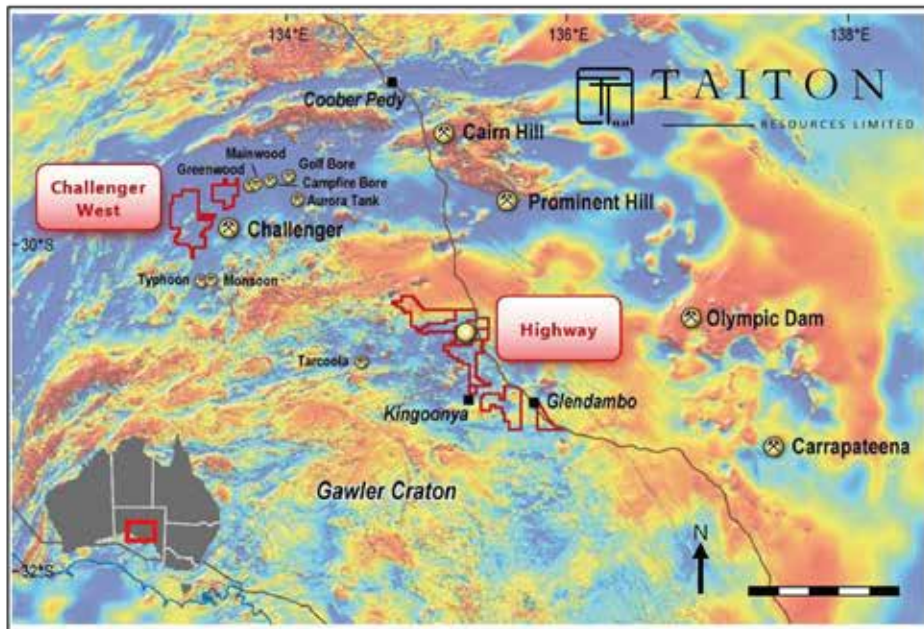 134°E
136°E
138°E
TAITON
RESOURCES LIMITED
Coober Pedy
Cairn Hill
Mainwood
Golf Bore
Greenwood
Campfire Bore
Aurora Tank
Challenger
West
Prominent Hill
Challenger
30°S
Typhoon
Monsoon
Highway
Olympic Dam
Tarcoola
Kingoonya
Glendambo
Carrapateena
Gawler Craton
N
32°S